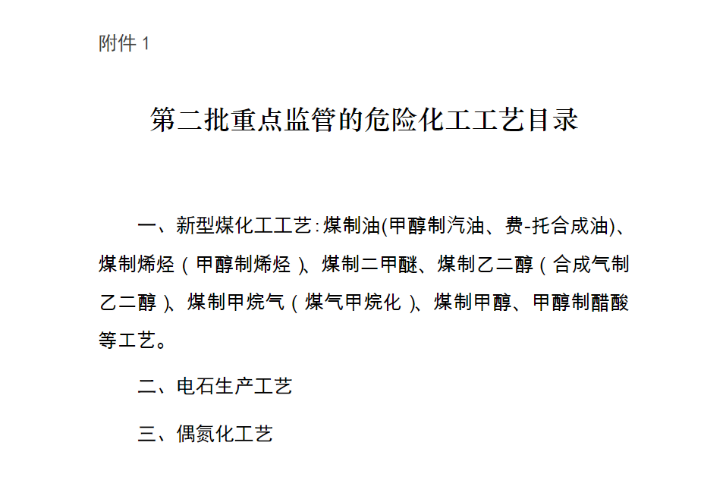 附件 1
第二批重点监管的危险化工工艺目录
一、新型煤化工工艺:煤制油(甲醇制汽油、费-托合成油)、
煤制烯烃（甲醇制烯烃）、煤制二甲醚、煤制乙二醇（合成气制
乙二醇）、煤制甲烷气（煤气甲烷化）、煤制甲醇、甲醇制醋酸
等工艺。
二、电石生产工艺
三、偶氮化工艺